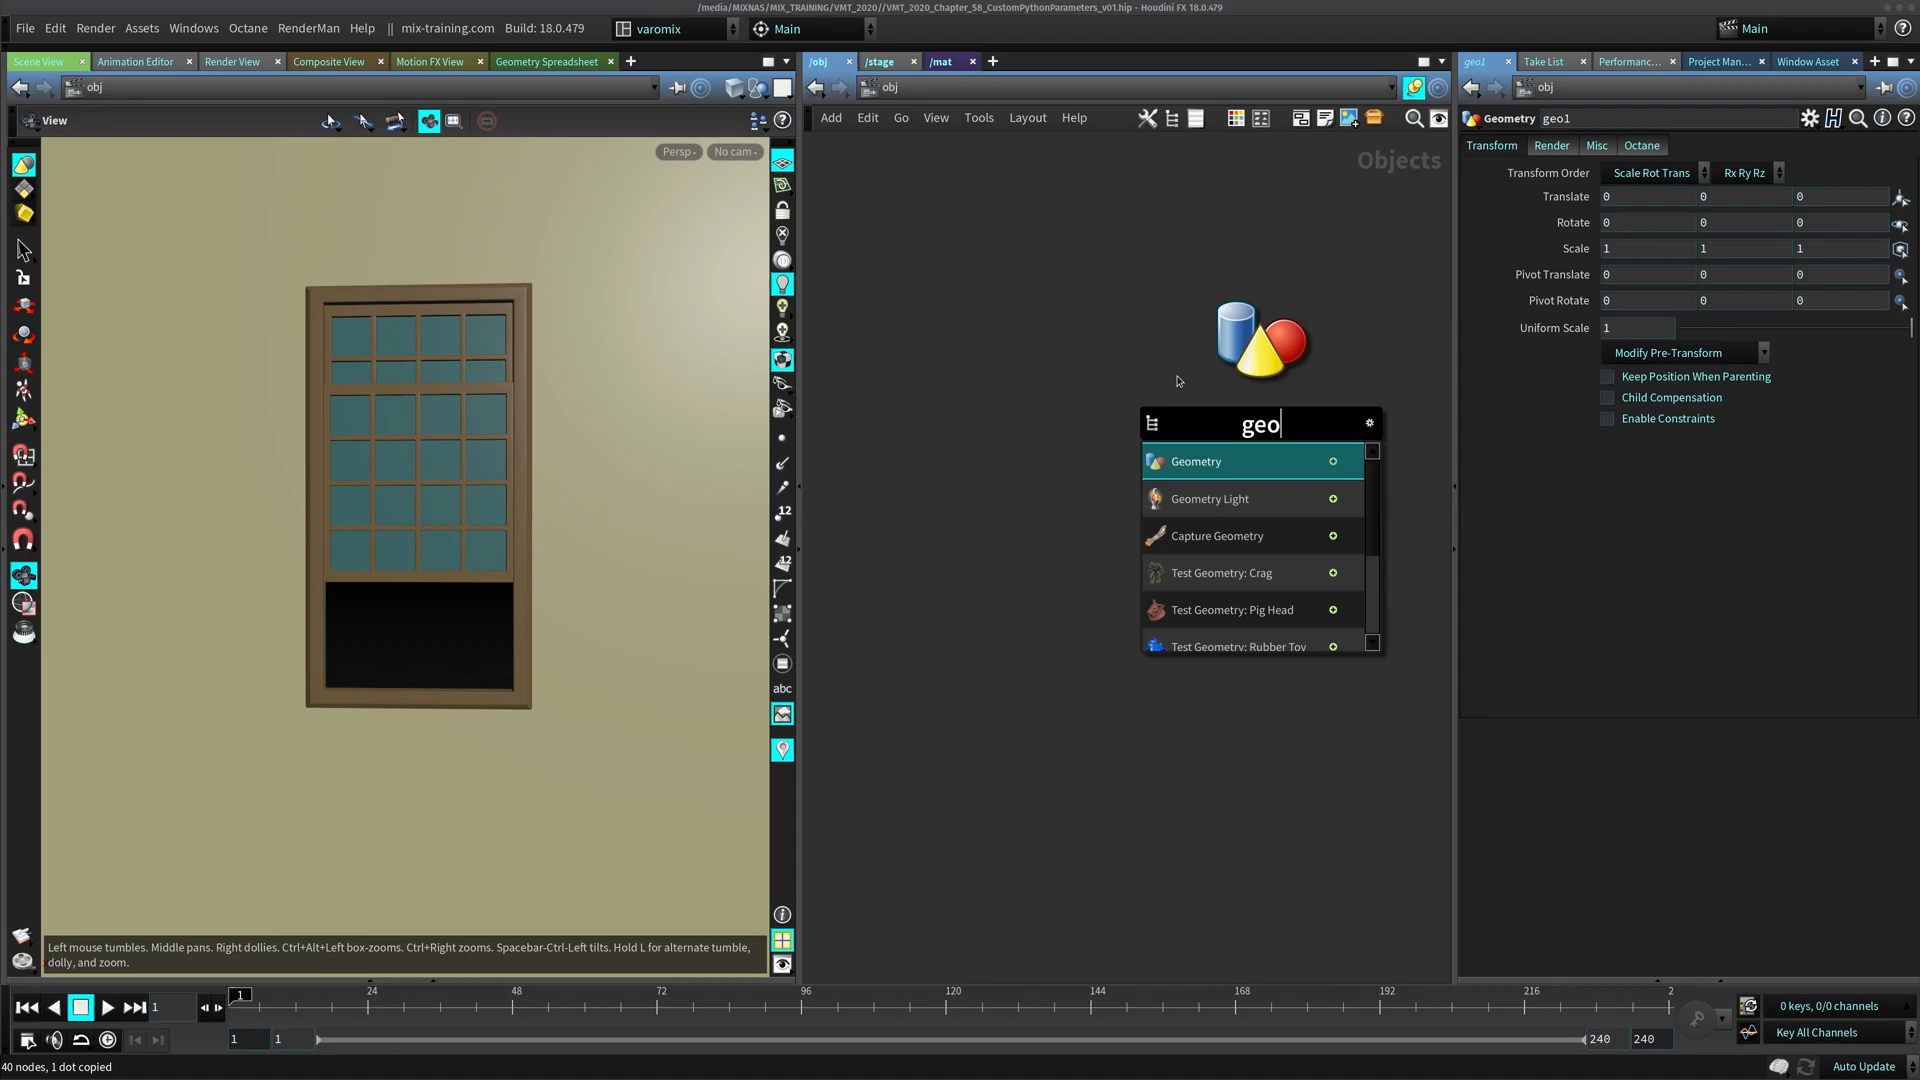 /media/MIXNAS/MIX_TRAINING/VMT_2020//VMT_2020_Chapter_58_CustomPythonParameters_v01.hip - Houdini FX 18.0.479
File Edit Render Assets Windows Octane RenderMan Help || mix-training.com Build: 18.0.479 varomix Main Main
Scene View Animation Editor Render View Composite View Motion FX View Geometry Spreadsheet
obj
View
Persp No cam
12
12
abc
Left mouse tumbles. Middle pans. Right dollies. Ctrl+Alt+Left box-zooms. Ctrl+Right zooms. Spacebar-Ctrl-Left tilts. Hold L for alternate tumble,
dolly, and zoom.
/obj /stage /mat
obj
Add Edit Go View Tools Layout Help
Objects
geo
Geometry
Geometry Light
Capture Geometry
Test Geometry: Crag
Test Geometry: Pig Head
Test Geometry: Rubber Toy
geo1 Take List Performanc... Project Man... Window Asset
obj
Geometry geo1
Transform Render Misc Octane
Transform Order Scale Rot Trans Rx Ry Rz
Translate 0 0 0
Rotate 0 0 0
Scale 1 1 1
Pivot Translate 0 0 0
Pivot Rotate 0 0 0
Uniform Scale 1
Modify Pre-Transform
Keep Position When Parenting
Child Compensation
Enable Constraints
1 1 24 48 72 96 120 144 168 192 216 2
0 keys, 0/0 channels
1 1 240 240
Key All Channels
40 nodes, 1 dot copied
Auto Update